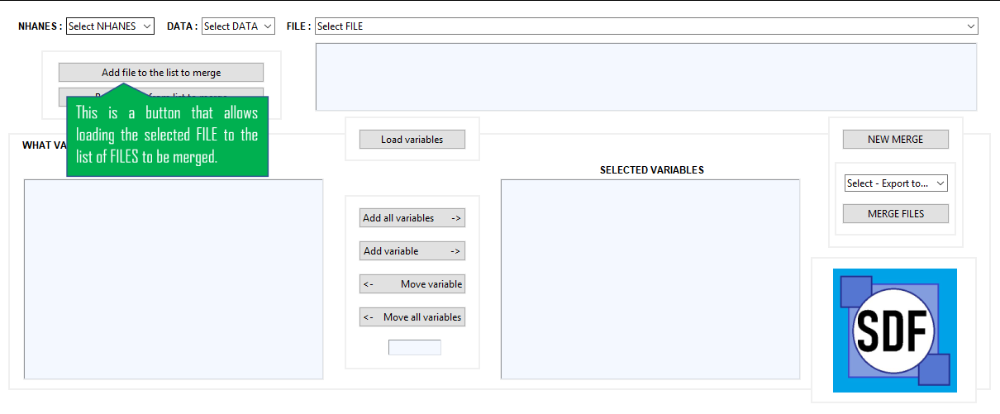 NHANES : Select NHANES DATA : Select DATA FILE : Select FILE
Add file to the list to merge
from list to merge
This is a button that allows
loading the selected FILE to the
list of FILES to be merged.
WHAT VA
Load variables
NEW MERGE
SELECTED VARIABLES
Select - Export to...
MERGE FILES
Add all variables ->
Add variable ->
<- Move variable
<- Move all variables
SDF